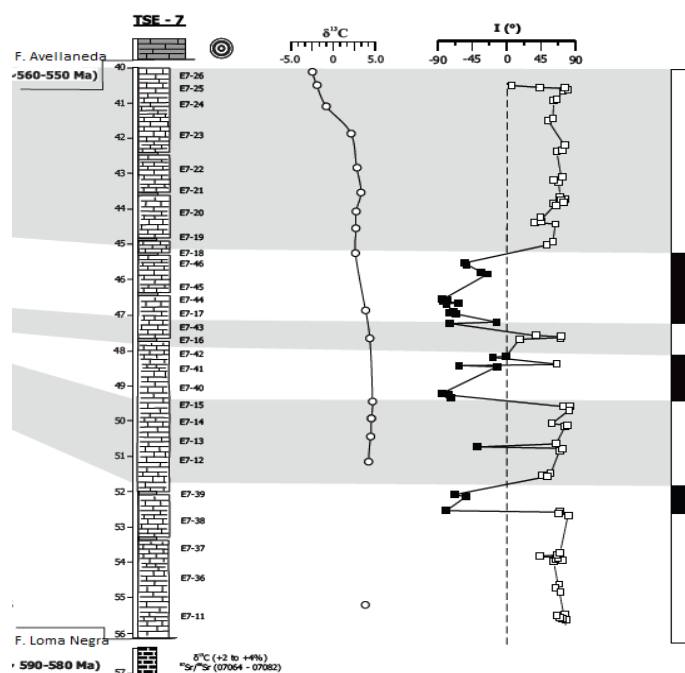 TSE - 7
δ¹³C
I (°)
-5.0 0 5.0
-90 -45 0 45 90
F. Avellaneda
~560-550 Ma)
40
E7-26
E7-25
41
E7-24
42
E7-23
43
E7-22
E7-21
44
E7-20
E7-19
45
E7-18
E7-46
46
E7-45
E7-44
47
E7-17
E7-43
E7-16
48
E7-42
E7-41
49
E7-40
E7-15
50
E7-14
E7-13
51
E7-12
52
E7-39
E7-38
53
E7-37
54
E7-36
55
E7-11
56
F. Loma Negra
590-580 Ma)
57
δ¹³C (+2 to +4%)
⁸⁷Sr/⁸⁶Sr (07064 - 07082)